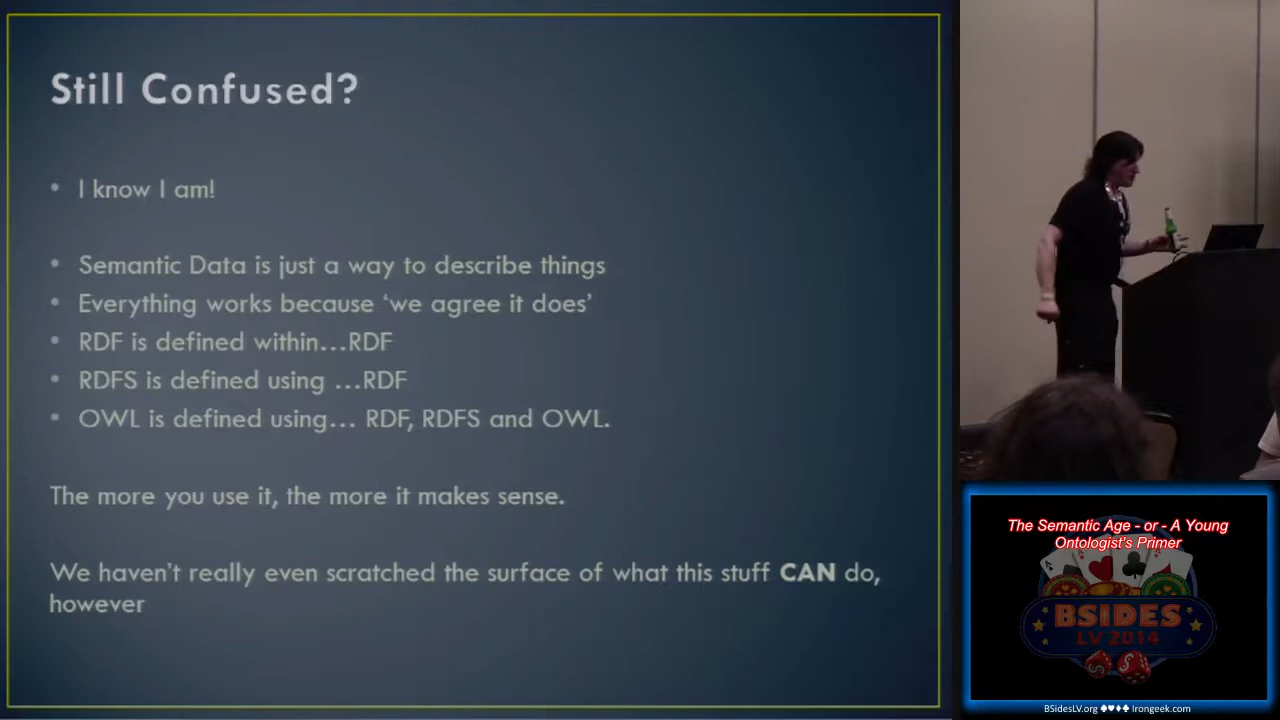 Still Confused?
• I know I am!
• Semantic Data is just a way to describe things
• Everything works because ‘we agree it does’
• RDF is defined within...RDF
• RDFS is defined using ...RDF
• OWL is defined using... RDF, RDFS and OWL.
The more you use it, the more it makes sense.
We haven’t really even scratched the surface of what this stuff CAN do,
however
The Semantic Age - or - A Young
Ontologist's Primer
BSIDES
LV 2014
BSidesLV.org ♠♥♦♣ Irongeek.com